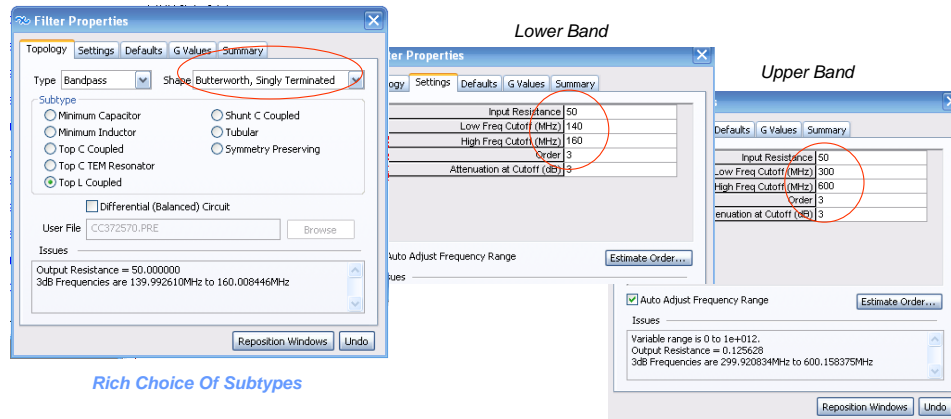 Filter Properties
Topology Settings Defaults G Values Summary
Type Bandpass Shape Butterworth, Singly Terminated
Subtype
Minimum Capacitor Shunt C Coupled
Minimum Inductor Tubular
Top C Coupled Symmetry Preserving
Top C TEM Resonator
Top L Coupled
Differential (Balanced) Circuit
User File CC372570.PRE Browse
Issues
Output Resistance = 50.000000
3dB Frequencies are 139.992610MHz to 160.008446MHz
Reposition Windows Undo
Rich Choice Of Subtypes
Lower Band
er Properties
ogy Settings Defaults G Values Summary
Input Resistance 50
Low Freq Cutoff (MHz) 140
High Freq Cutoff (MHz) 160
Order 3
Attenuation at Cutoff (dB) 3
Auto Adjust Frequency Range Estimate Order...
ues
Upper Band
Defaults G Values Summary
Input Resistance 50
Low Freq Cutoff (MHz) 300
High Freq Cutoff (MHz) 600
Order 3
enuation at Cutoff (dB) 3
Auto Adjust Frequency Range Estimate Order...
Issues
Variable range is 0 to 1e+012.
Output Resistance = 0.125628
3dB Frequencies are 299.920834MHz to 600.158375MHz
Reposition Windows Undo